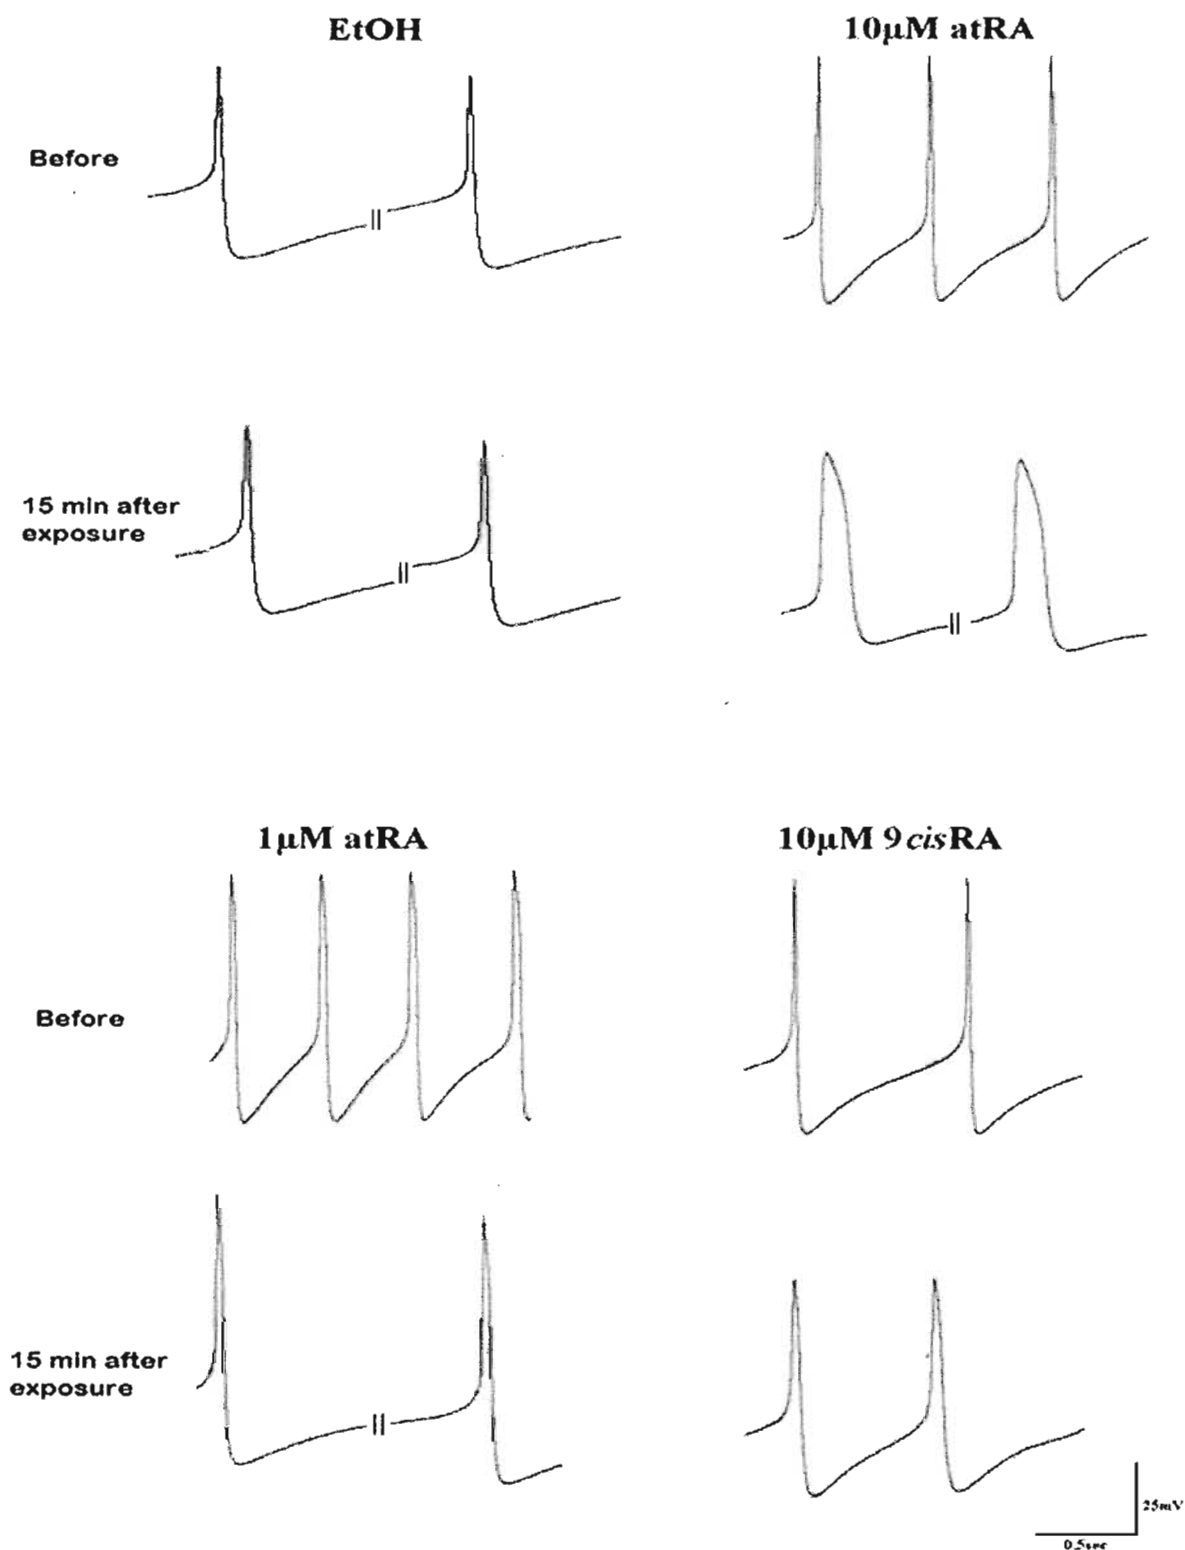 EtOH
10μM atRA
Before
15 min after
exposure
1μM atRA
10μM 9cisRA
Before
15 min after
exposure
25mV
0.5sec